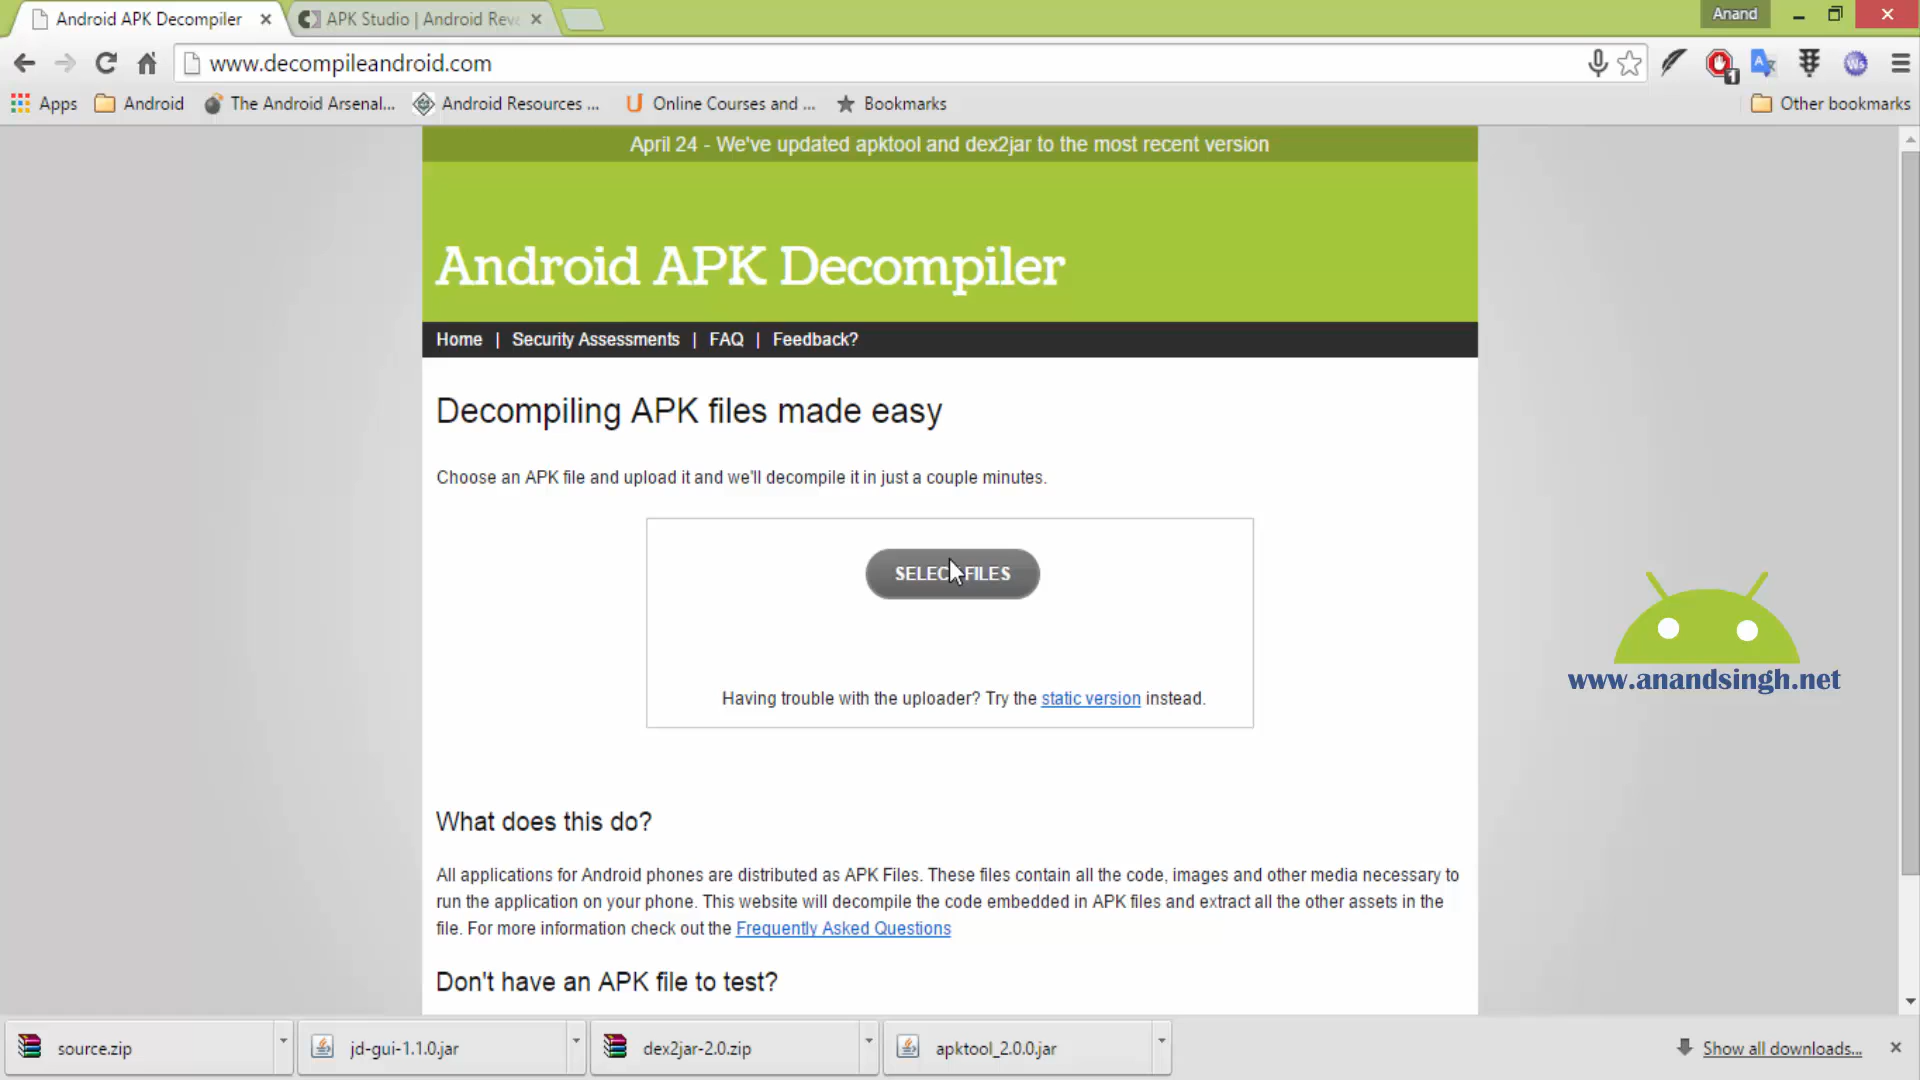 Android APK Decompiler
APK Studio | Android Reve
Anand
www.decompileandroid.com
1
Ws
Apps
Android
The Android Arsenal...
Android Resources ...
Online Courses and ...
Bookmarks
Other bookmarks
April 24 - We've updated apktool and dex2jar to the most recent version
Android APK Decompiler
Home | Security Assessments | FAQ | Feedback?
Decompiling APK files made easy
Choose an APK file and upload it and we'll decompile it in just a couple minutes.
SELECT FILES
Having trouble with the uploader? Try the static version instead.
www.anandsingh.net
What does this do?
All applications for Android phones are distributed as APK Files. These files contain all the code, images and other media necessary to
run the application on your phone. This website will decompile the code embedded in APK files and extract all the other assets in the
file. For more information check out the Frequently Asked Questions
Don't have an APK file to test?
source.zip
jd-gui-1.1.0.jar
dex2jar-2.0.zip
apktool_2.0.0.jar
Show all downloads...